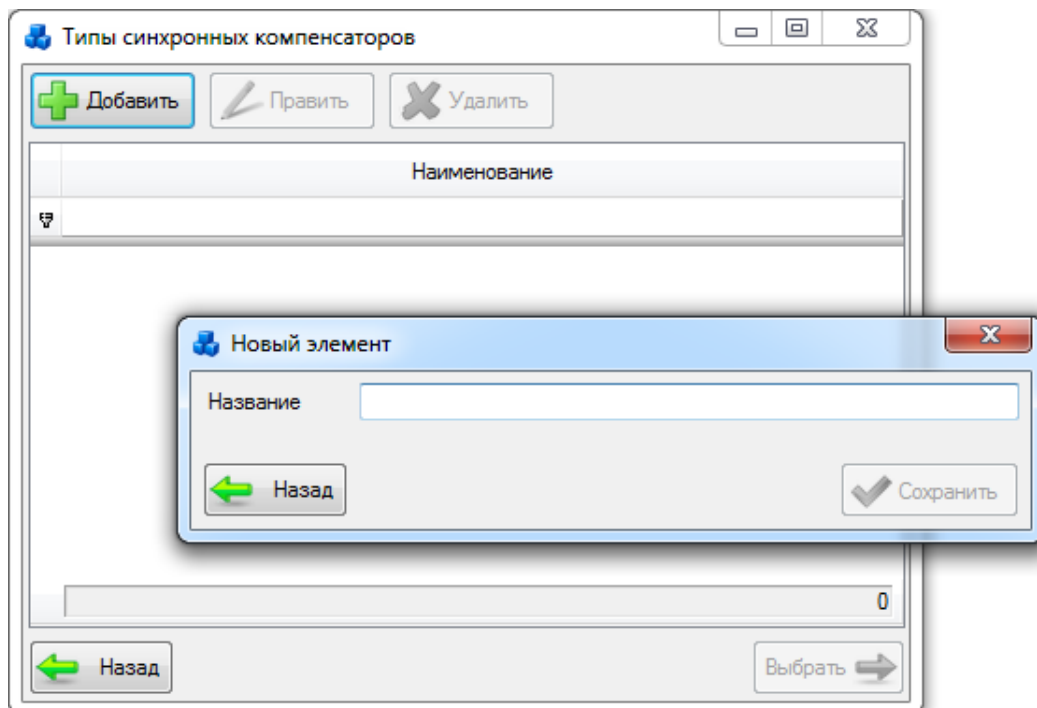 Типы синхронных компенсаторов
Добавить Править Удалить
Наименование
Новый элемент
Название
Назад Сохранить
0
Назад Выбрать